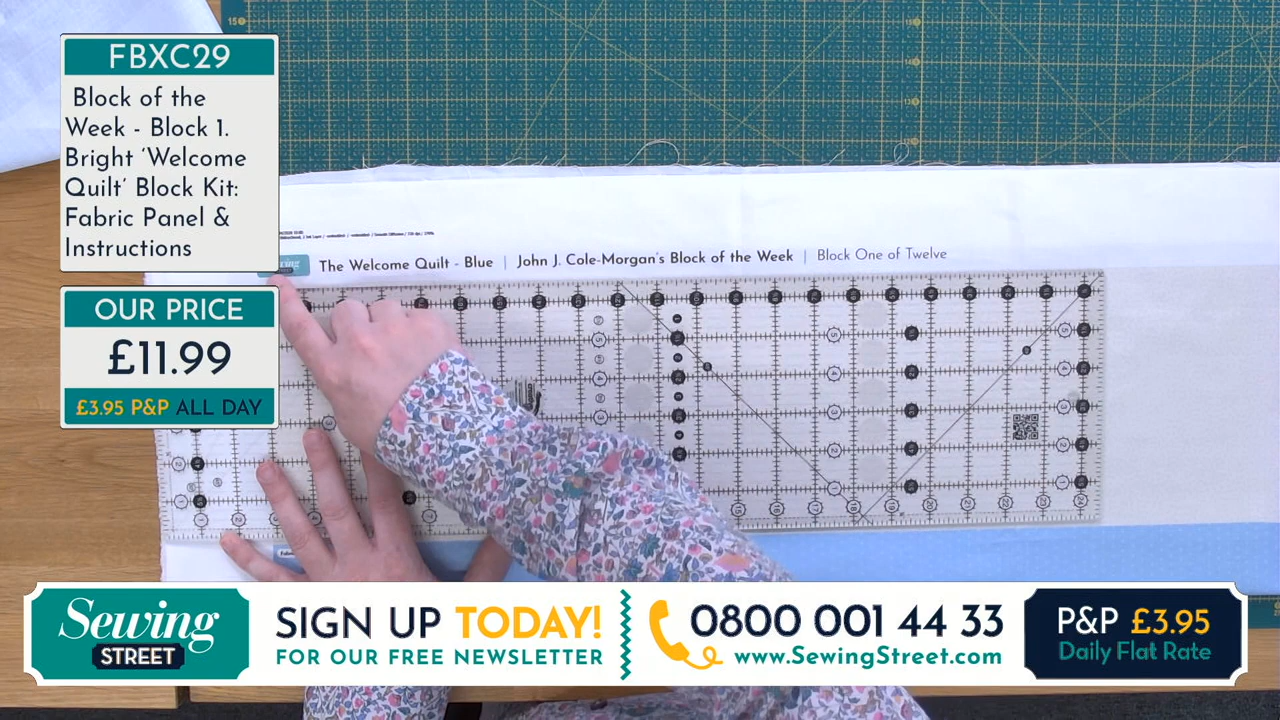 FBXC29
Block of the
Week - Block 1.
Bright ‘Welcome
Quilt’ Block Kit:
Fabric Panel &
Instructions
OUR PRICE
£11.99
£3.95 P&P ALL DAY
The Welcome Quilt - Blue | John J. Cole-Morgan's Block of the Week | Block One of Twelve
Sewing
STREET
SIGN UP TODAY!
FOR OUR FREE NEWSLETTER
0800 001 44 33
www.SewingStreet.com
P&P £3.95
Daily Flat Rate